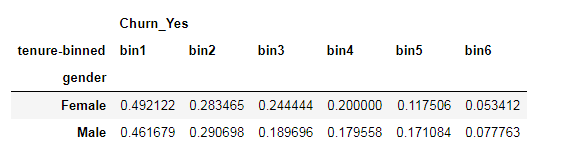 Churn_Yes
tenure-binned bin1 bin2 bin3 bin4 bin5 bin6
gender
Female 0.492122 0.283465 0.244444 0.200000 0.117506 0.053412
Male 0.461679 0.290698 0.189696 0.179558 0.171084 0.077763